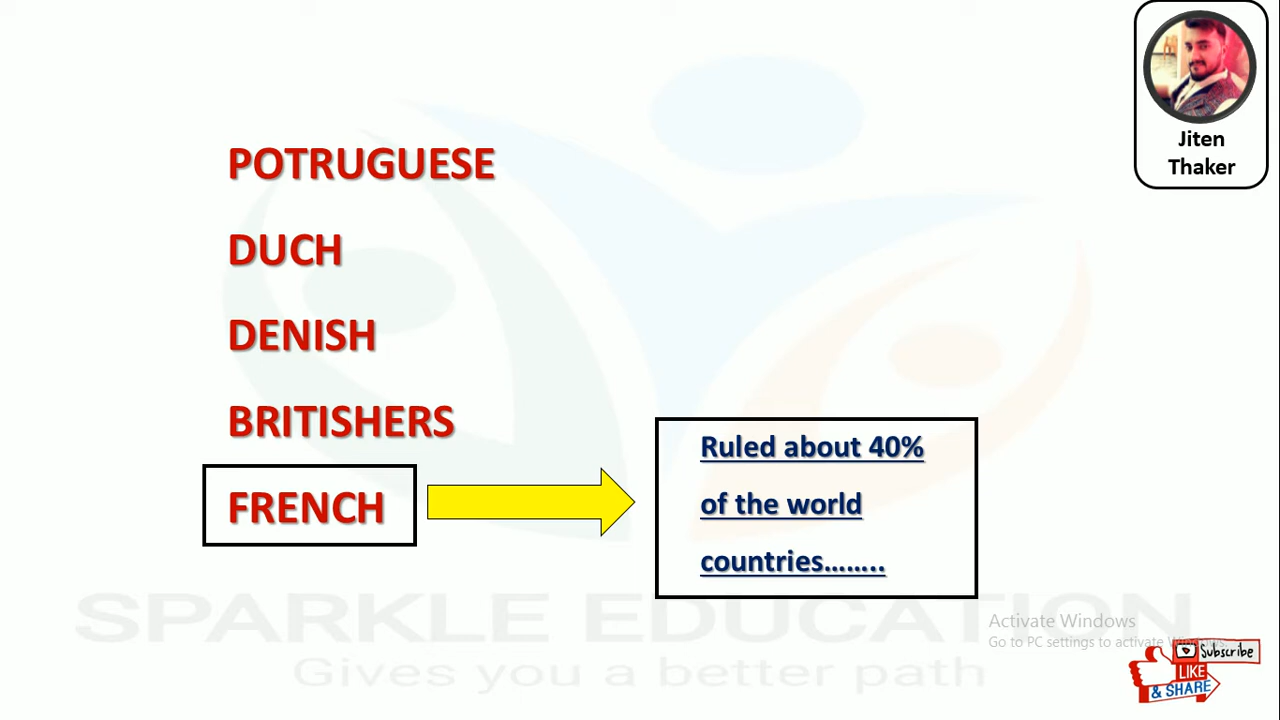 Jiten
Thaker
POTRUGUESE
DUCH
DENISH
BRITISHERS
FRENCH
Ruled about 40%
of the world
countries……..
SPARKLE EDUCATION
Gives you a better path
Activate Windows
Go to PC settings to activate Windows.
Subscribe
LIKE
& SHARE